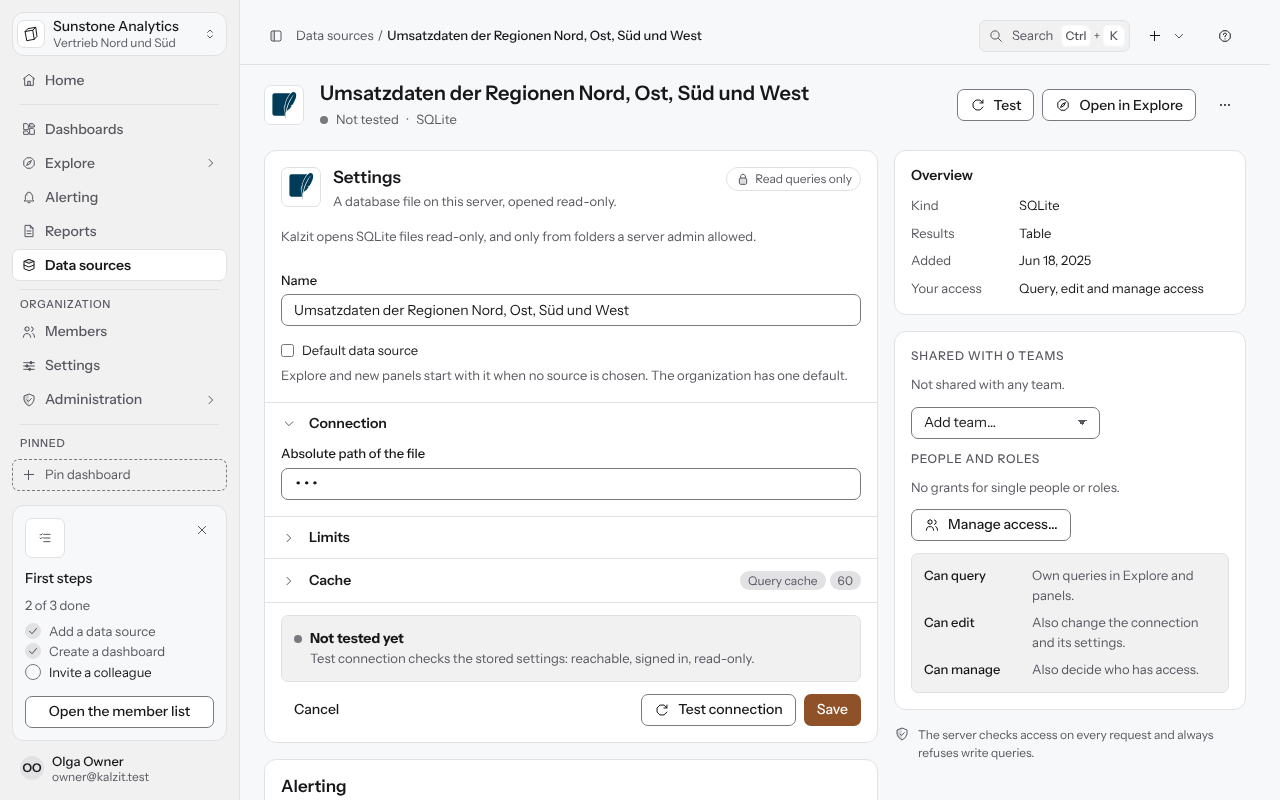 Sunstone Analytics
Vertrieb Nord und Süd
Home
Dashboards
Explore
Alerting
Reports
Data sources
ORGANIZATION
Members
Settings
Administration
PINNED
Pin dashboard
First steps
2 of 3 done
Add a data source
Create a dashboard
Invite a colleague
Open the member list
OO
Olga Owner
owner@kalzit.test
Data sources / Umsatzdaten der Regionen Nord, Ost, Süd und West
Search Ctrl + K
Umsatzdaten der Regionen Nord, Ost, Süd und West
Not tested · SQLite
Test
Open in Explore
Settings
Read queries only
A database file on this server, opened read-only.
Kalzit opens SQLite files read-only, and only from folders a server admin allowed.
Name
Umsatzdaten der Regionen Nord, Ost, Süd und West
Default data source
Explore and new panels start with it when no source is chosen. The organization has one default.
Connection
Absolute path of the file
•••
Limits
Cache
Query cache 60
Not tested yet
Test connection checks the stored settings: reachable, signed in, read-only.
Cancel
Test connection
Save
Alerting
Overview
Kind SQLite
Results Table
Added Jun 18, 2025
Your access Query, edit and manage access
SHARED WITH 0 TEAMS
Not shared with any team.
Add team...
PEOPLE AND ROLES
No grants for single people or roles.
Manage access...
Can query Own queries in Explore and
panels.
Can edit Also change the connection
and its settings.
Can manage Also decide who has access.
The server checks access on every request and always
refuses write queries.